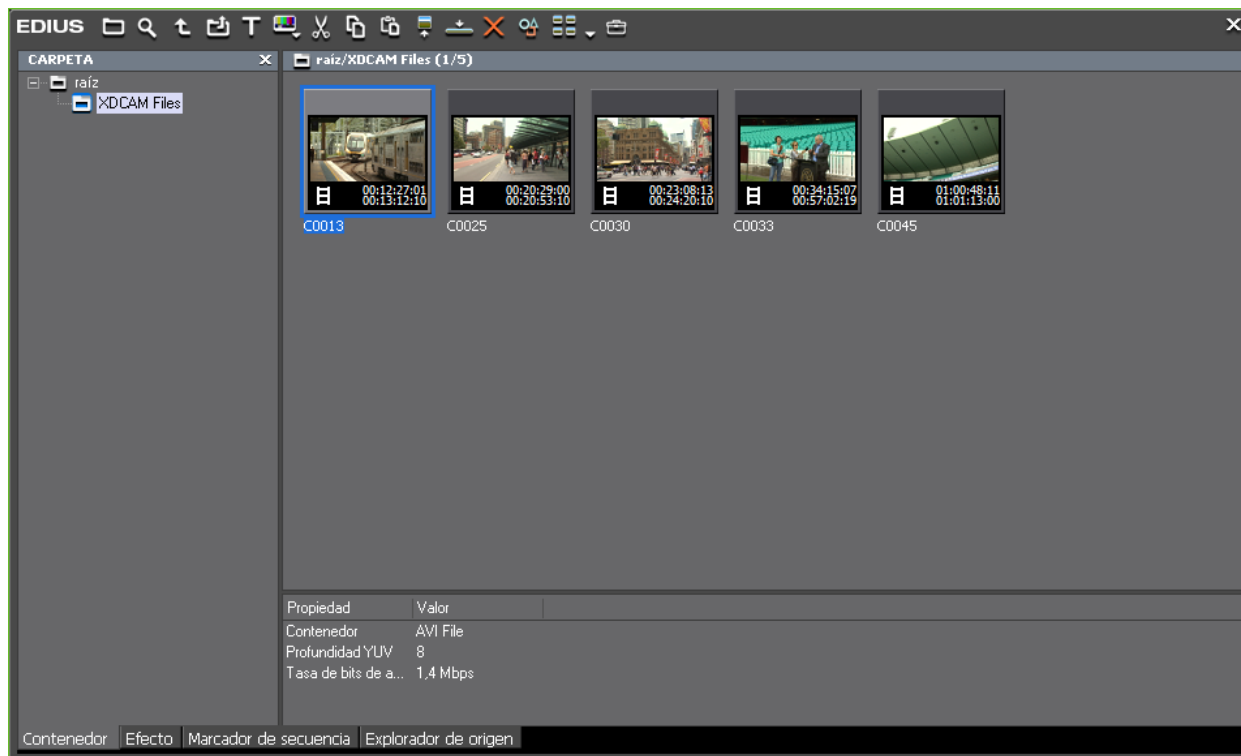 EDIUS
CARPETA
raíz
XDCAM Files
raíz/XDCAM Files (1/5)
00:12:27:01
00:13:12:10
C0013
00:20:29:00
00:20:53:10
C0025
00:23:08:13
00:24:20:10
C0030
00:34:15:07
00:57:02:19
C0033
01:00:48:11
01:01:13:00
C0045
Propiedad Valor
Contenedor AVI File
Profundidad YUV 8
Tasa de bits de a... 1,4 Mbps
Contenedor Efecto Marcador de secuencia Explorador de origen